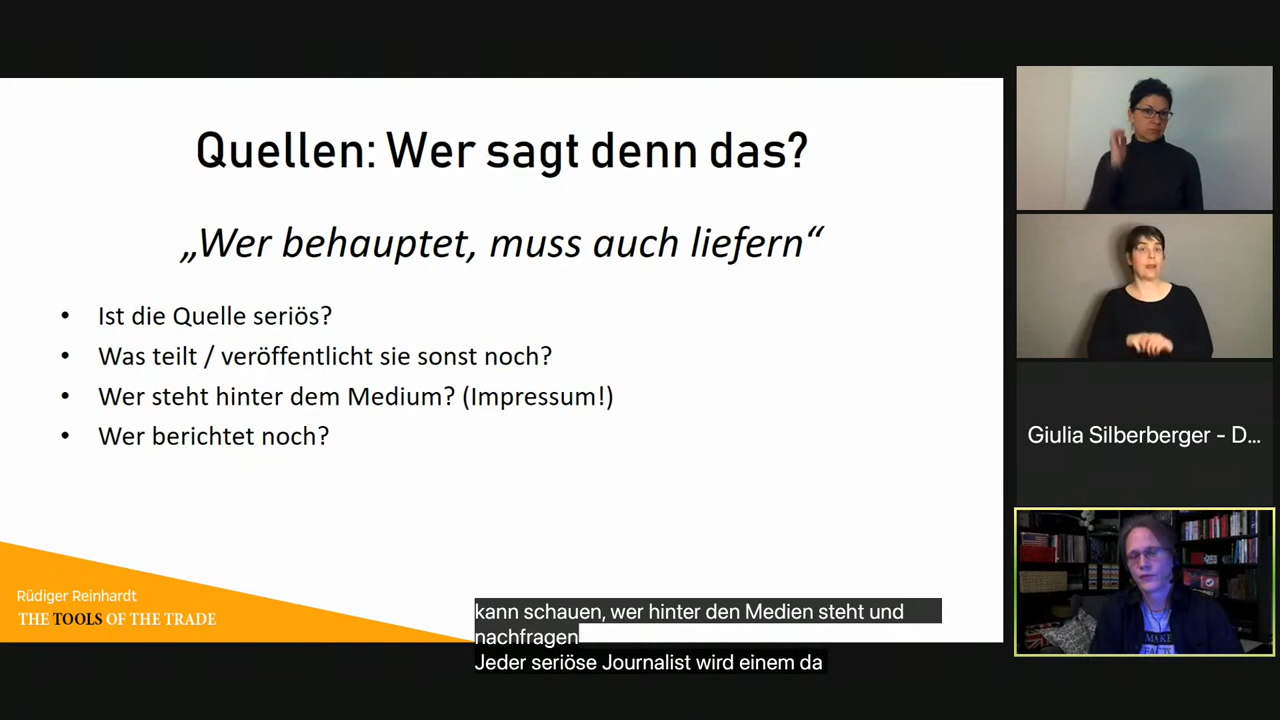 Quellen: Wer sagt denn das?
„Wer behauptet, muss auch liefern“
• Ist die Quelle seriös?
• Was teilt / veröffentlicht sie sonst noch?
• Wer steht hinter dem Medium? (Impressum!)
• Wer berichtet noch?
Rüdiger Reinhardt
THE TOOLS OF THE TRADE
kann schauen, wer hinter den Medien steht und
nachfragen
Jeder seriöse Journalist wird einem da
Giulia Silberberger - D...
MAKE
FACTS